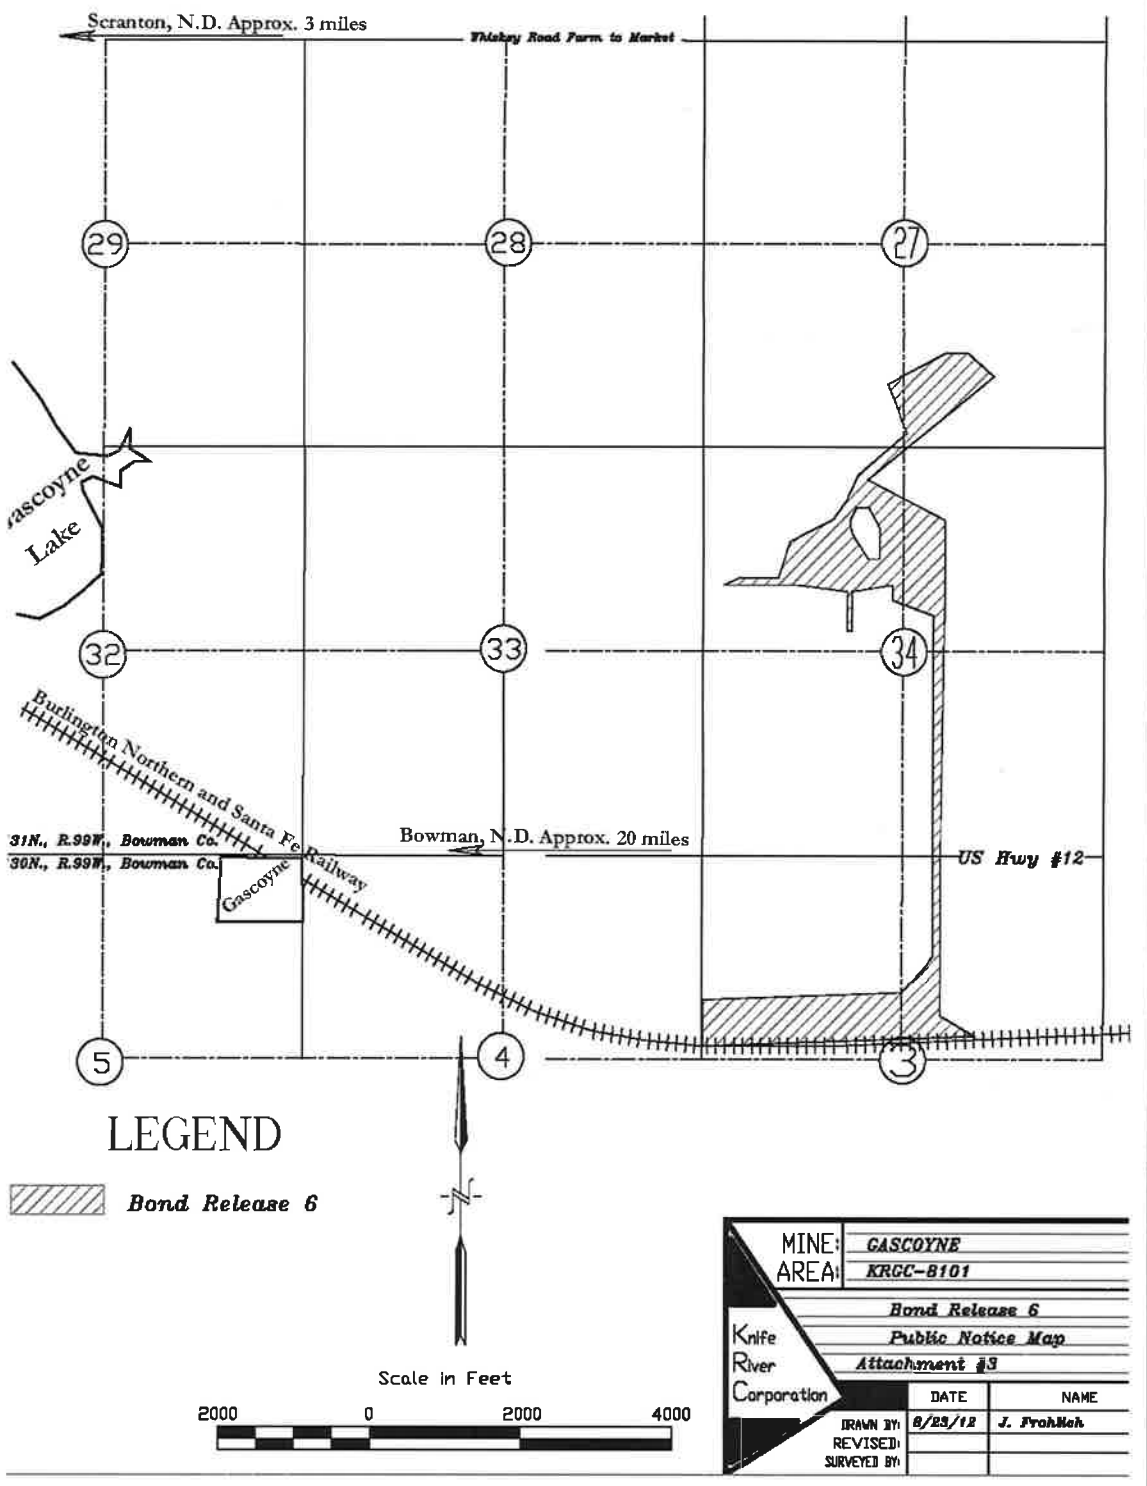 Scranton, N.D. Approx. 3 miles
Whiskey Road Farm to Market
29
28
27
Gascoyne
Lake
32
33
34
Burlington Northern and Santa Fe Railway
31N., R.99W., Bowman Co.
30N., R.99W., Bowman Co.
Bowman, N.D. Approx. 20 miles
US Hwy #12
Gascoyne
5
4
3
LEGEND
Bond Release 6
N
Scale in Feet
2000 0 2000 4000
MINE: GASCOYNE
AREA: KRGC-8101
Bond Release 6
Public Notice Map
Attachment #3
Knife
River
Corporation
DATE NAME
DRAWN BY: 8/23/12 J.
REVISED:
SURVEYED BY: